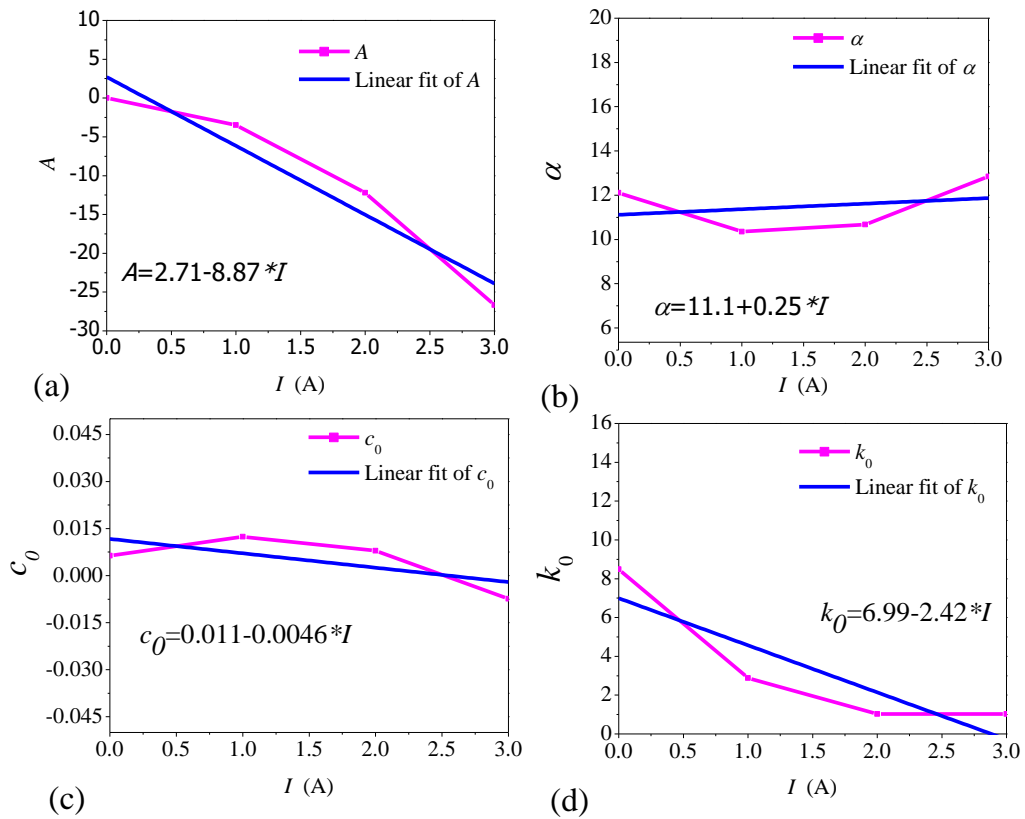 10
5
0
-5
-10
-15
-20
-25
-30
A
A
Linear fit of A
A=2.71-8.87*I
0.0 0.5 1.0 1.5 2.0 2.5 3.0
I (A)
(a)
20
18
16
14
12
10
8
6
α
α
Linear fit of α
α=11.1+0.25*I
0.0 0.5 1.0 1.5 2.0 2.5 3.0
I (A)
(b)
0.045
0.030
0.015
0.000
-0.015
-0.030
-0.045
c0
c0
Linear fit of c0
c0=0.011-0.0046*I
0.0 0.5 1.0 1.5 2.0 2.5 3.0
I (A)
(c)
16
14
12
10
8
6
4
2
0
k0
k0
Linear fit of k0
k0=6.99-2.42*I
0.0 0.5 1.0 1.5 2.0 2.5 3.0
I (A)
(d)